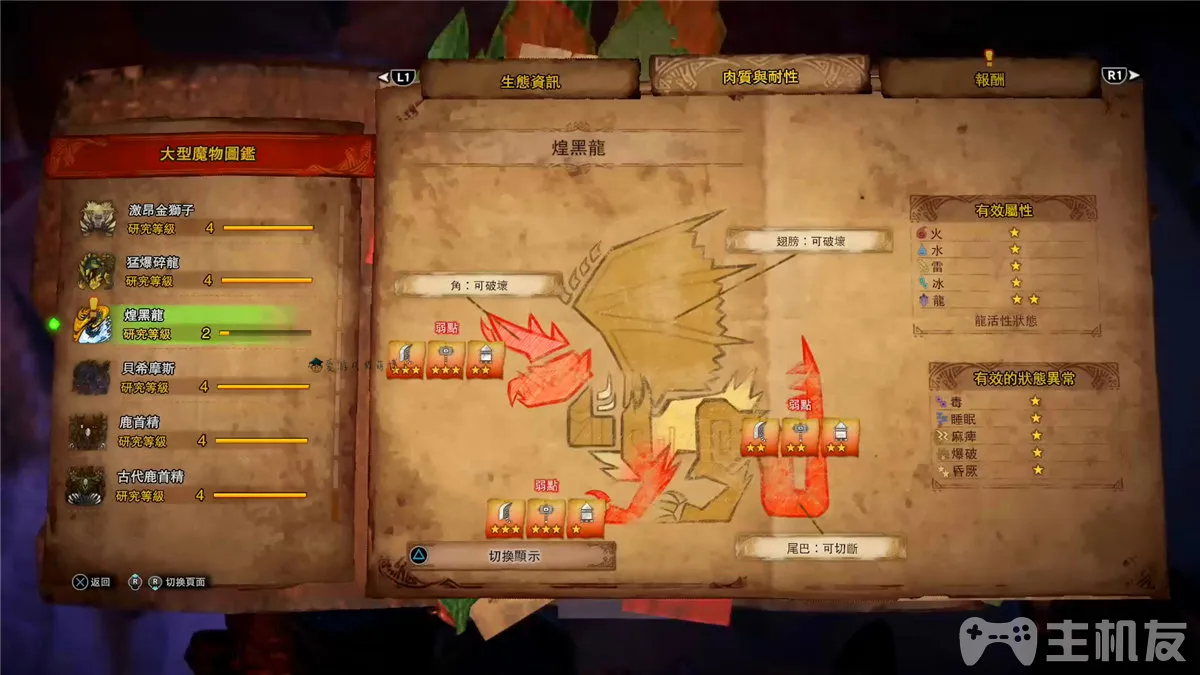 L1
生態資訊
肉質與耐性
報酬
R1
大型魔物圖鑑
煌黑龍
激昂金獅子
研究等級 4
猛爆碎龍
研究等級 4
煌黑龍
研究等級 2
貝希摩斯
研究等級 4
鹿首精
研究等級 4
古代鹿首精
研究等級 4
翅膀：可破壞
角：可破壞
弱點
弱點
弱點
尾巴：可切斷
有效屬性
火
水
雷
冰
龍
龍活性狀態
有效的狀態異常
毒
睡眠
麻痺
爆破
昏厥
切換顯示
返回
R
R 切換頁面
主机友